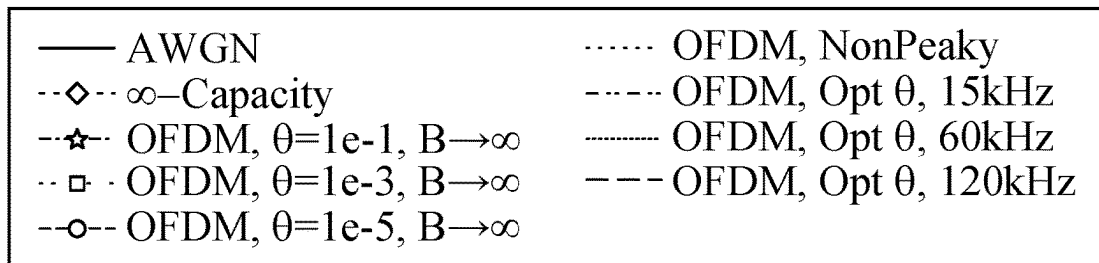 AWGN
∞–Capacity
OFDM, θ=1e-1, B→∞
OFDM, θ=1e-3, B→∞
OFDM, θ=1e-5, B→∞
OFDM, NonPeaky
OFDM, Opt θ, 15kHz
OFDM, Opt θ, 60kHz
OFDM, Opt θ, 120kHz